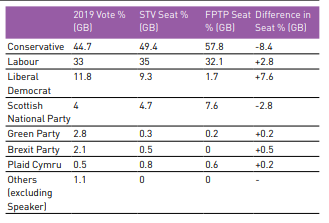 2019 Vote % (GB) STV Seat % (GB) FPTP Seat % (GB) Difference in Seat % (GB)
Conservative 44.7 49.4 57.8 -8.4
Labour 33 35 32.1 +2.8
Liberal Democrat 11.8 9.3 1.7 +7.6
Scottish National Party 4 4.7 7.6 -2.8
Green Party 2.8 0.3 0.2 +0.2
Brexit Party 2.1 0.5 0 +0.5
Plaid Cymru 0.5 0.8 0.6 +0.2
Others (excluding Speaker) 1.1 0 0 -